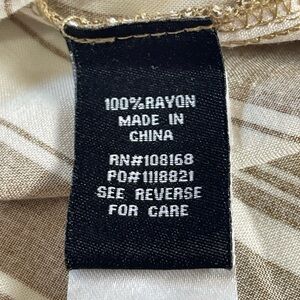 100%RAYON
MADE IN
CHINA
RN#108168
PO#1118821
SEE REVERSE
FOR CARE